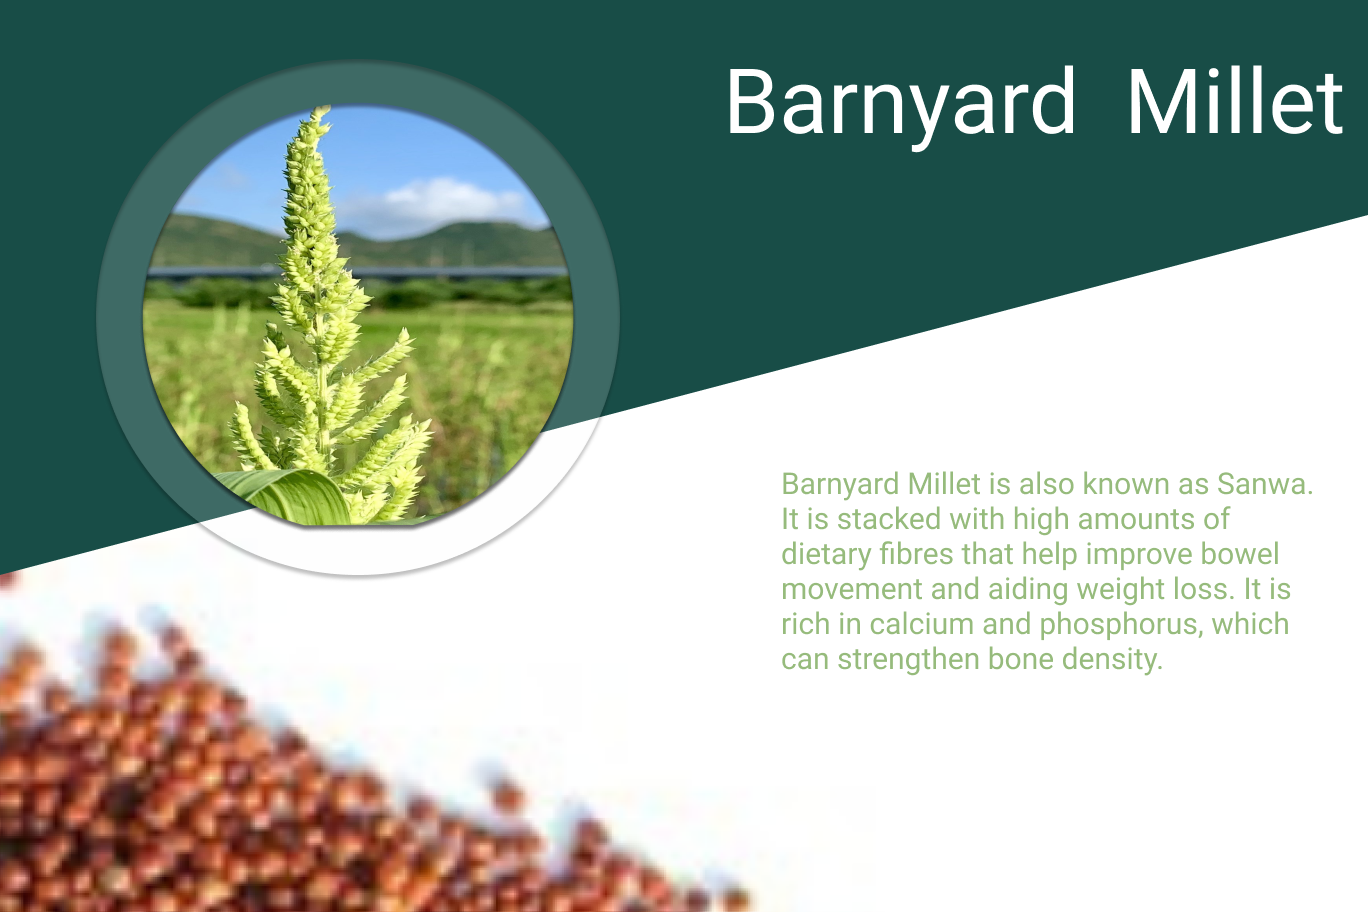 Barnyard Millet
Barnyard Millet is also known as Sanwa.
It is stacked with high amounts of
dietary fibres that help improve bowel
movement and aiding weight loss. It is
rich in calcium and phosphorus, which
can strengthen bone density.